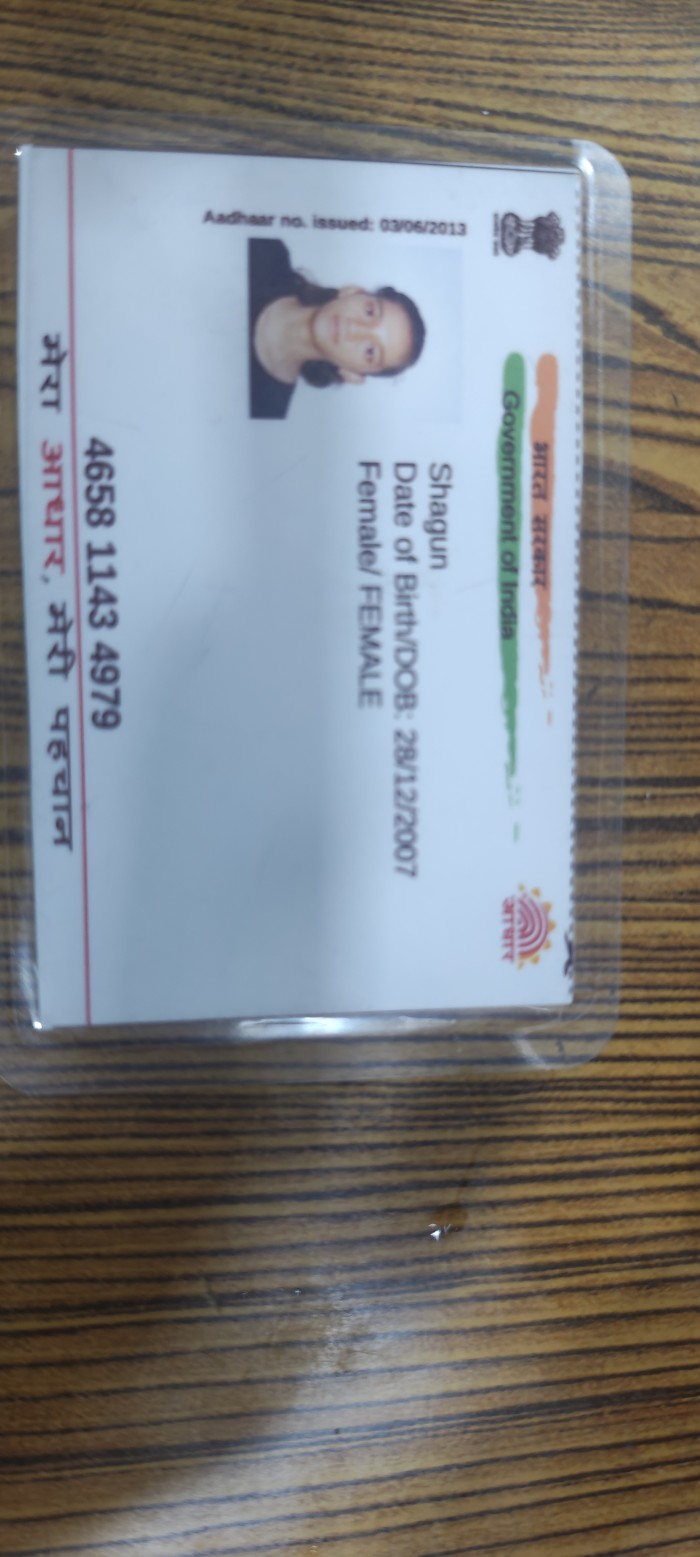 भारत सरकार
Government of India
आधार
Aadhaar no. issued: 03/06/2013
Shagun
Date of Birth/DOB: 28/12/2007
Female/ FEMALE
4658 1143 4979
मेरा आधार, मेरी पहचान